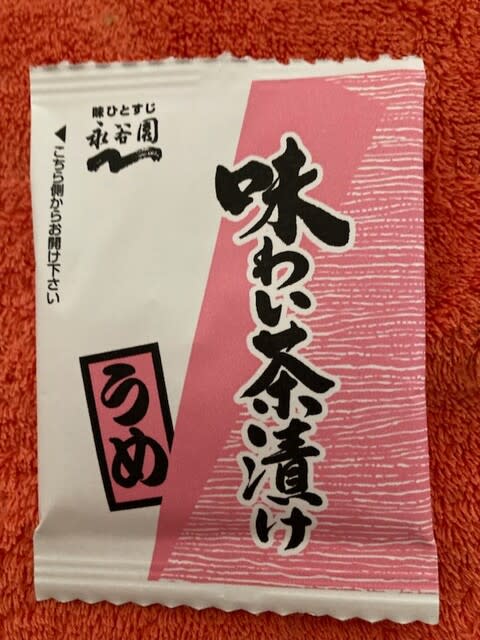 味ひとすじ
永谷園
◀こちら側からお開け下さい
味わい茶漬け
うめ